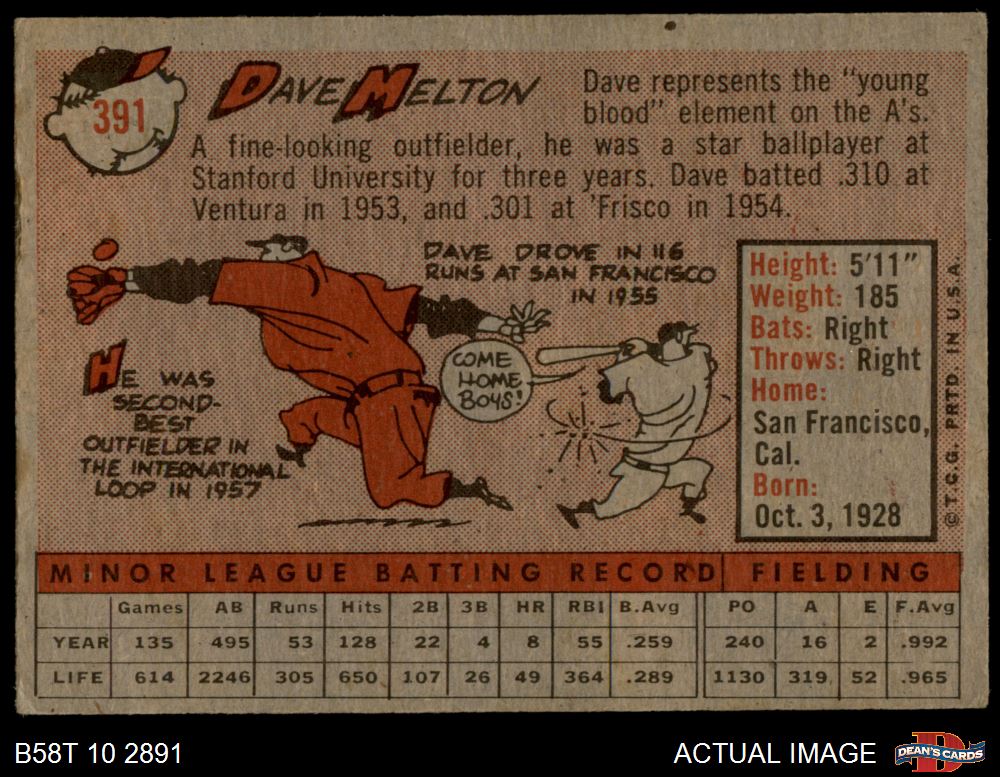 391
DAVE MELTON
Dave represents the "young
blood" element on the A's.
A fine-looking outfielder, he was a star ballplayer at
Stanford University for three years. Dave batted .310 at
Ventura in 1953, and .301 at 'Frisco in 1954.
DAVE DROVE IN 116
RUNS AT SAN FRANCISCO
IN 1955
COME
HOME
BOYS!
HE WAS
SECOND-
BEST
OUTFIELDER IN
THE INTERNATIONAL
LOOP IN 1957
Height: 5'11"
Weight: 185
Bats: Right
Throws: Right
Home:
San Francisco,
Cal.
Born:
Oct. 3, 1928
© T.C.G. PRTD. IN U.S.A.
MINOR LEAGUE BATTING RECORD FIELDING
Games AB Runs Hits 2B 3B HR RBI B.Avg PO A E F.Avg
YEAR 135 495 53 128 22 4 8 55 .259 240 16 2 .992
LIFE 614 2246 305 650 107 26 49 364 .289 1130 319 52 .965
B58T 10 2891 ACTUAL IMAGE
D
DEAN'S CARDS